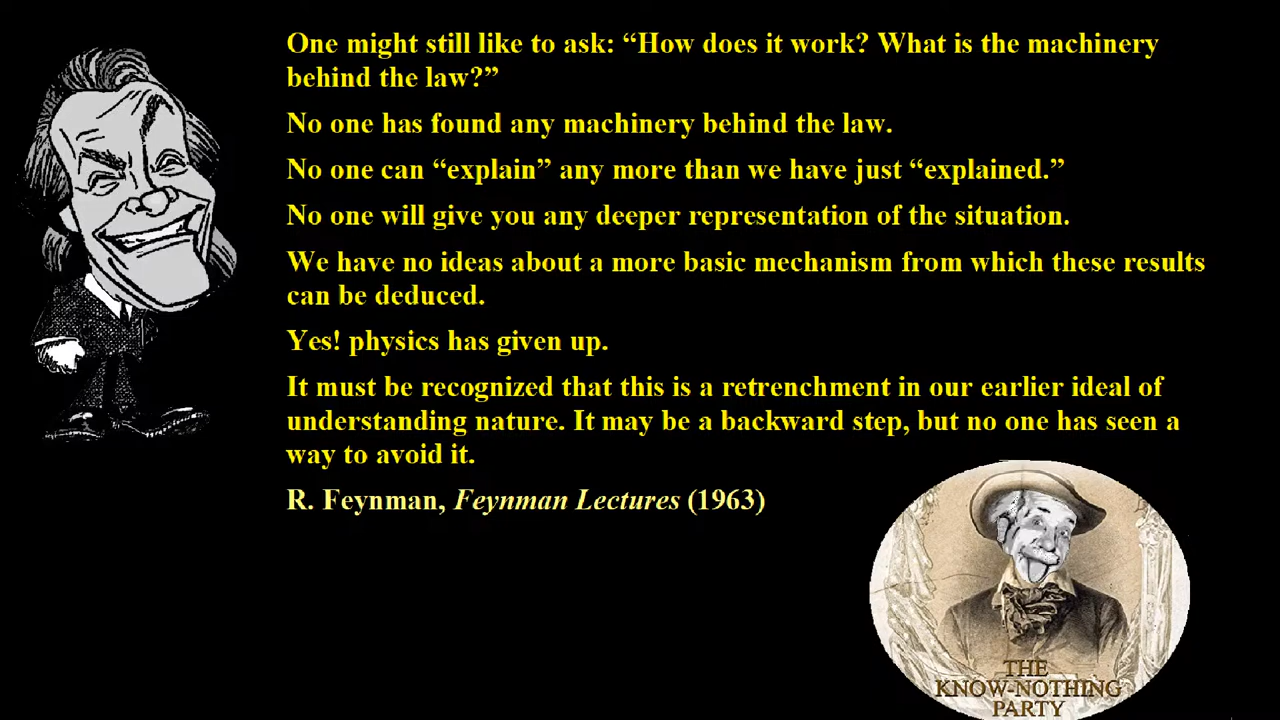 One might still like to ask: “How does it work? What is the machinery
behind the law?”
No one has found any machinery behind the law.
No one can “explain” any more than we have just “explained.”
No one will give you any deeper representation of the situation.
We have no ideas about a more basic mechanism from which these results
can be deduced.
Yes! physics has given up.
It must be recognized that this is a retrenchment in our earlier ideal of
understanding nature. It may be a backward step, but no one has seen a
way to avoid it.
R. Feynman, Feynman Lectures (1963)
THE
KNOW-NOTHING
PARTY